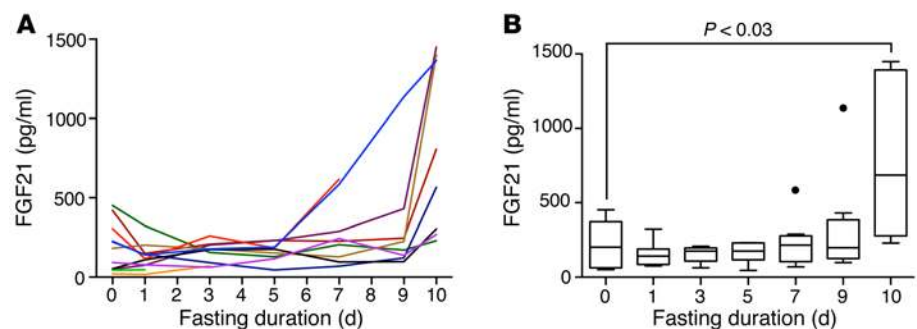 A
1500
1000
500
0
FGF21 (pg/ml)
0 1 2 3 4 5 6 7 8 9 10
Fasting duration (d)
B
P < 0.03
1500
1000
500
0
FGF21 (pg/ml)
0 1 3 5 7 9 10
Fasting duration (d)